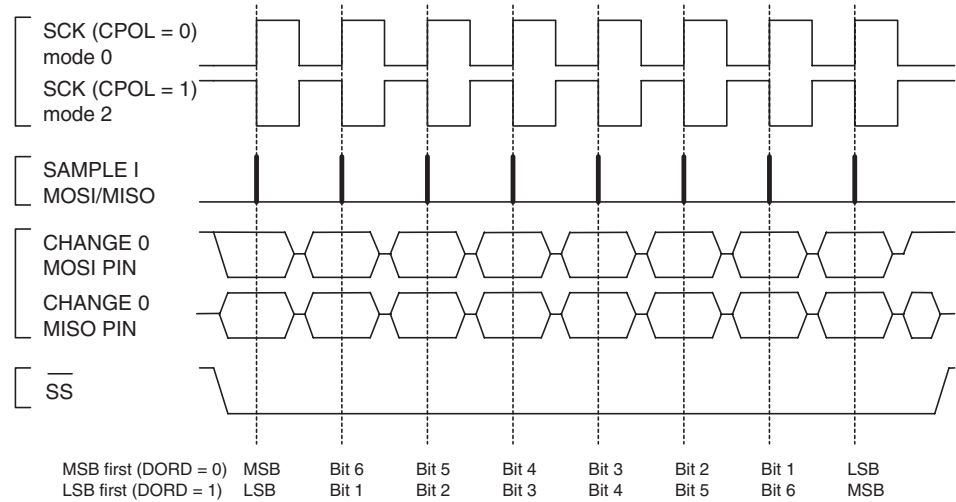 SCK (CPOL = 0)
mode 0
SCK (CPOL = 1)
mode 2
SAMPLE I
MOSI/MISO
CHANGE 0
MOSI PIN
CHANGE 0
MISO PIN
SS
MSB first (DORD = 0) MSB Bit 6 Bit 5 Bit 4 Bit 3 Bit 2 Bit 1 LSB
LSB first (DORD = 1) LSB Bit 1 Bit 2 Bit 3 Bit 4 Bit 5 Bit 6 MSB